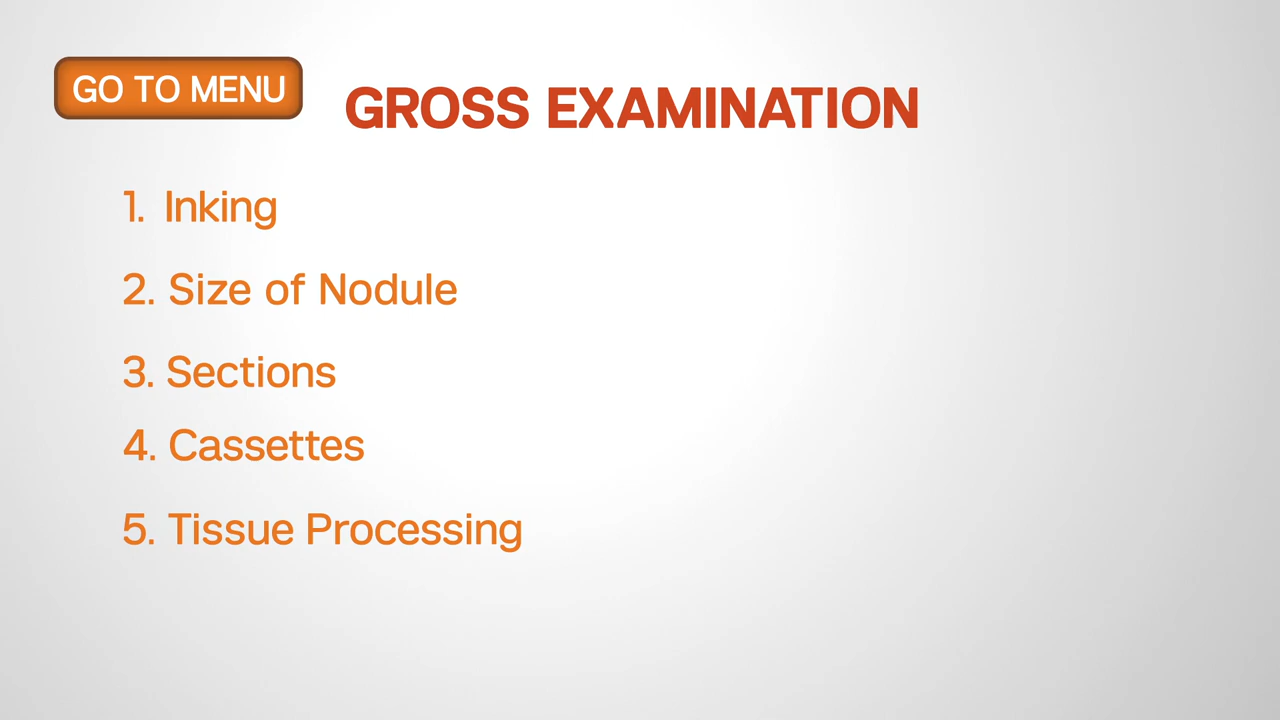 GO TO MENU
GROSS EXAMINATION
1. Inking
2. Size of Nodule
3. Sections
4. Cassettes
5. Tissue Processing